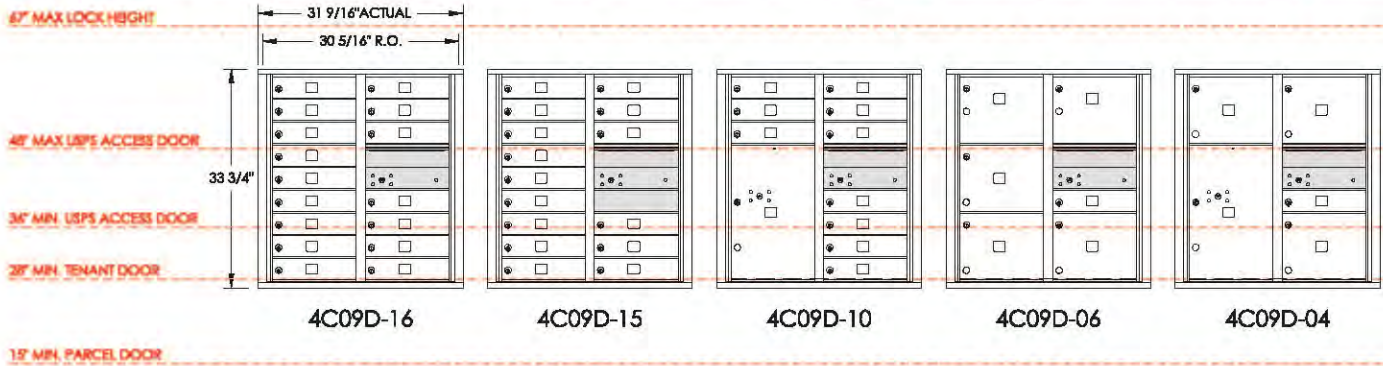 67" MAX LOCK HEIGHT
31 9/16"ACTUAL
30 5/16" R.O.
48" MAX USPS ACCESS DOOR
33 3/4"
36" MIN. USPS ACCESS DOOR
28" MIN. TENANT DOOR
4C09D-16
4C09D-15
4C09D-10
4C09D-06
4C09D-04
15" MIN. PARCEL DOOR